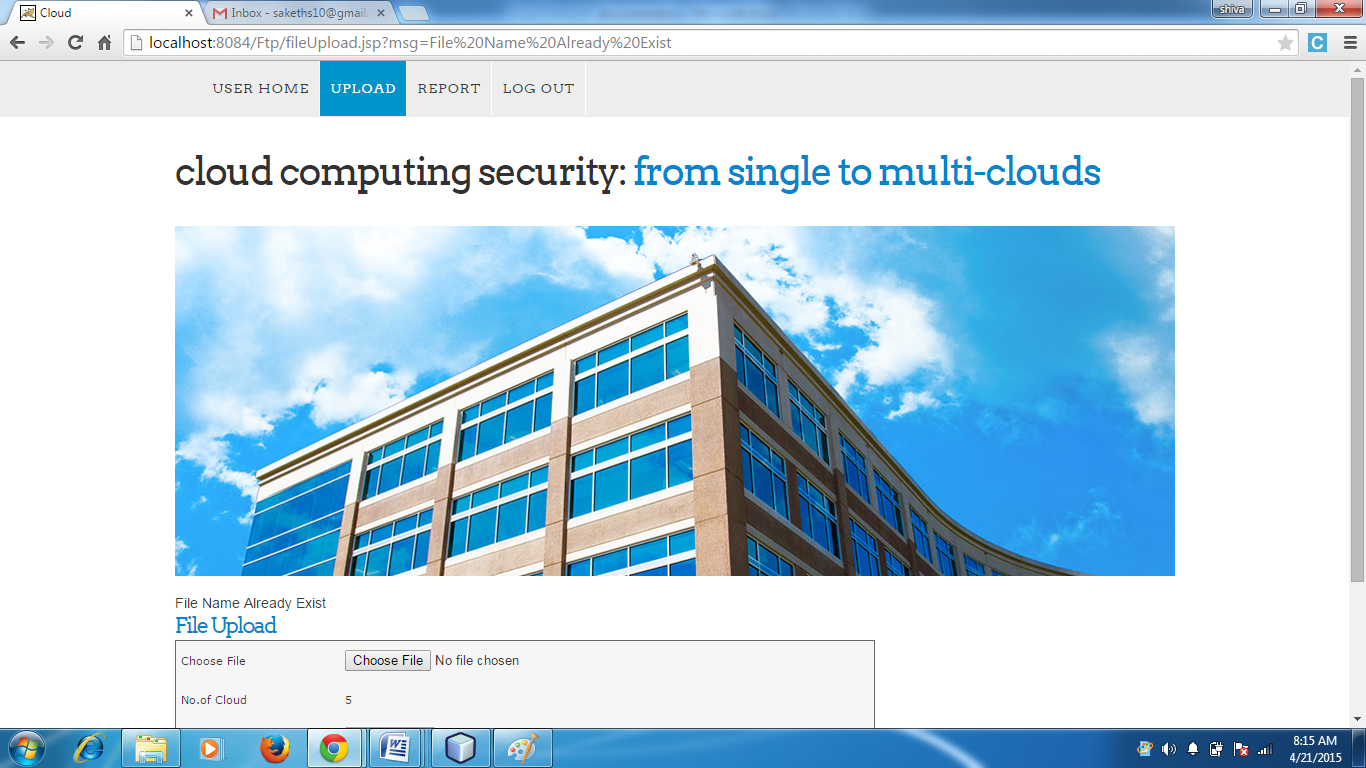 Cloud
Inbox - sakeths10@gmail.
shiva
localhost:8084/Ftp/fileUpload.jsp?msg=File%20Name%20Already%20Exist
C
USER HOME UPLOAD REPORT LOG OUT
cloud computing security: from single to multi-clouds
File Name Already Exist
File Upload
Choose File Choose File No file chosen
No.of Cloud 5
8:15 AM
4/21/2015